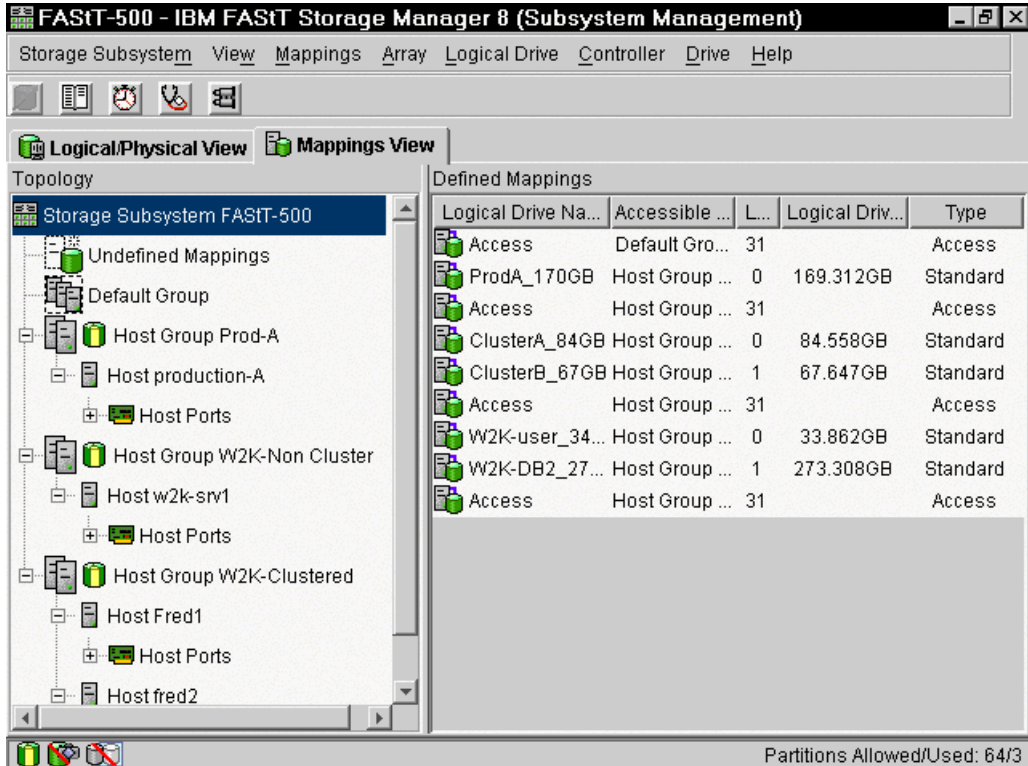 FAStT-500 - IBM FAStT Storage Manager 8 (Subsystem Management)
Storage Subsystem View Mappings Array Logical Drive Controller Drive Help
Logical/Physical View Mappings View
Topology
Storage Subsystem FAStT-500
Undefined Mappings
Default Group
Host Group Prod-A
Host production-A
Host Ports
Host Group W2K-Non Cluster
Host w2k-srv1
Host Ports
Host Group W2K-Clustered
Host Fred1
Host Ports
Host fred2
Defined Mappings
Logical Drive Na... Accessible ... L... Logical Driv... Type
Access Default Gro... 31 Access
ProdA_170GB Host Group ... 0 169.312GB Standard
Access Host Group ... 31 Access
ClusterA_84GB Host Group ... 0 84.558GB Standard
ClusterB_67GB Host Group ... 1 67.647GB Standard
Access Host Group ... 31 Access
W2K-user_34... Host Group ... 0 33.862GB Standard
W2K-DB2_27... Host Group ... 1 273.308GB Standard
Access Host Group ... 31 Access
Partitions Allowed/Used: 64/3